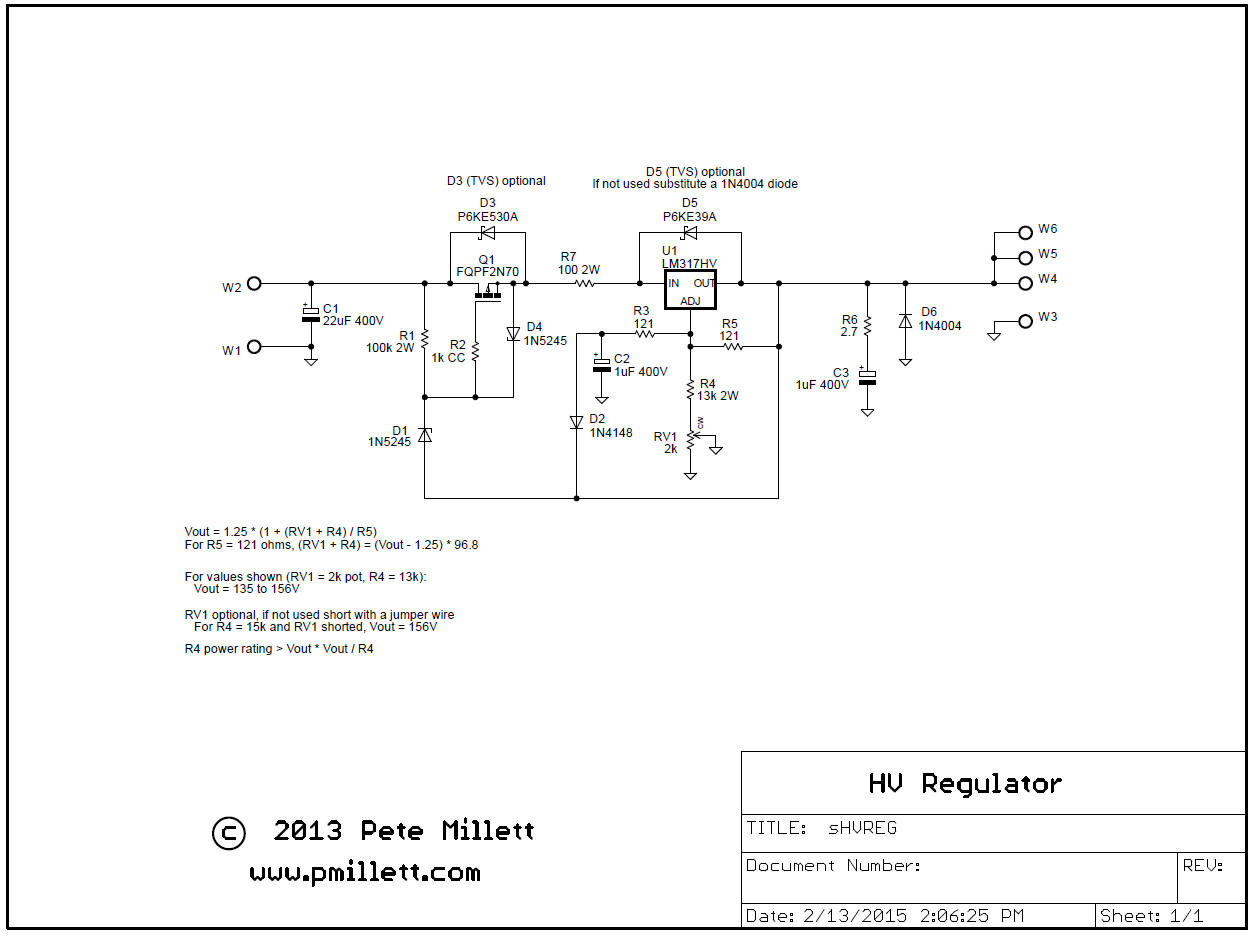 D3 (TVS) optional
D5 (TVS) optional
If not used substitute a 1N4004 diode
D3
P6KE530A
D5
P6KE39A
W6
W5
W4
W3
W2
W1
+
C1
22uF 400V
Q1
FQPF2N70
R7
100 2W
U1
LM317HV
IN
OUT
ADJ
R1
100k 2W
R2
1k CC
D4
1N5245
R3
121
R5
121
+
C2
1uF 400V
R4
13k 2W
R6
2.7
D6
1N4004
+
C3
1uF 400V
D1
1N5245
D2
1N4148
RV1
2k
CW
Vout = 1.25 * (1 + (RV1 + R4) / R5)
For R5 = 121 ohms, (RV1 + R4) = (Vout - 1.25) * 96.8
For values shown (RV1 = 2k pot, R4 = 13k):
Vout = 135 to 156V
RV1 optional, if not used short with a jumper wire
For R4 = 15k and RV1 shorted, Vout = 156V
R4 power rating > Vout * Vout / R4
© 2013 Pete Millett
www.pmillett.com
HV Regulator
TITLE: sHVREG
Document Number:
REV:
Date: 2/13/2015 2:06:25 PM
Sheet: 1/1